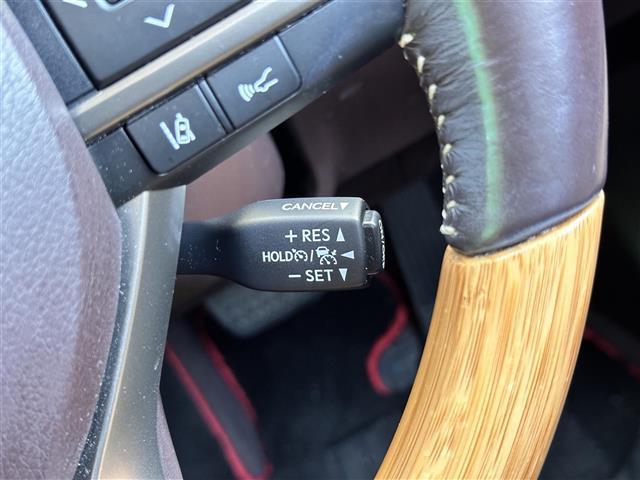 CANCEL▼
+ RES ▲
HOLD / ◄
− SET ▼